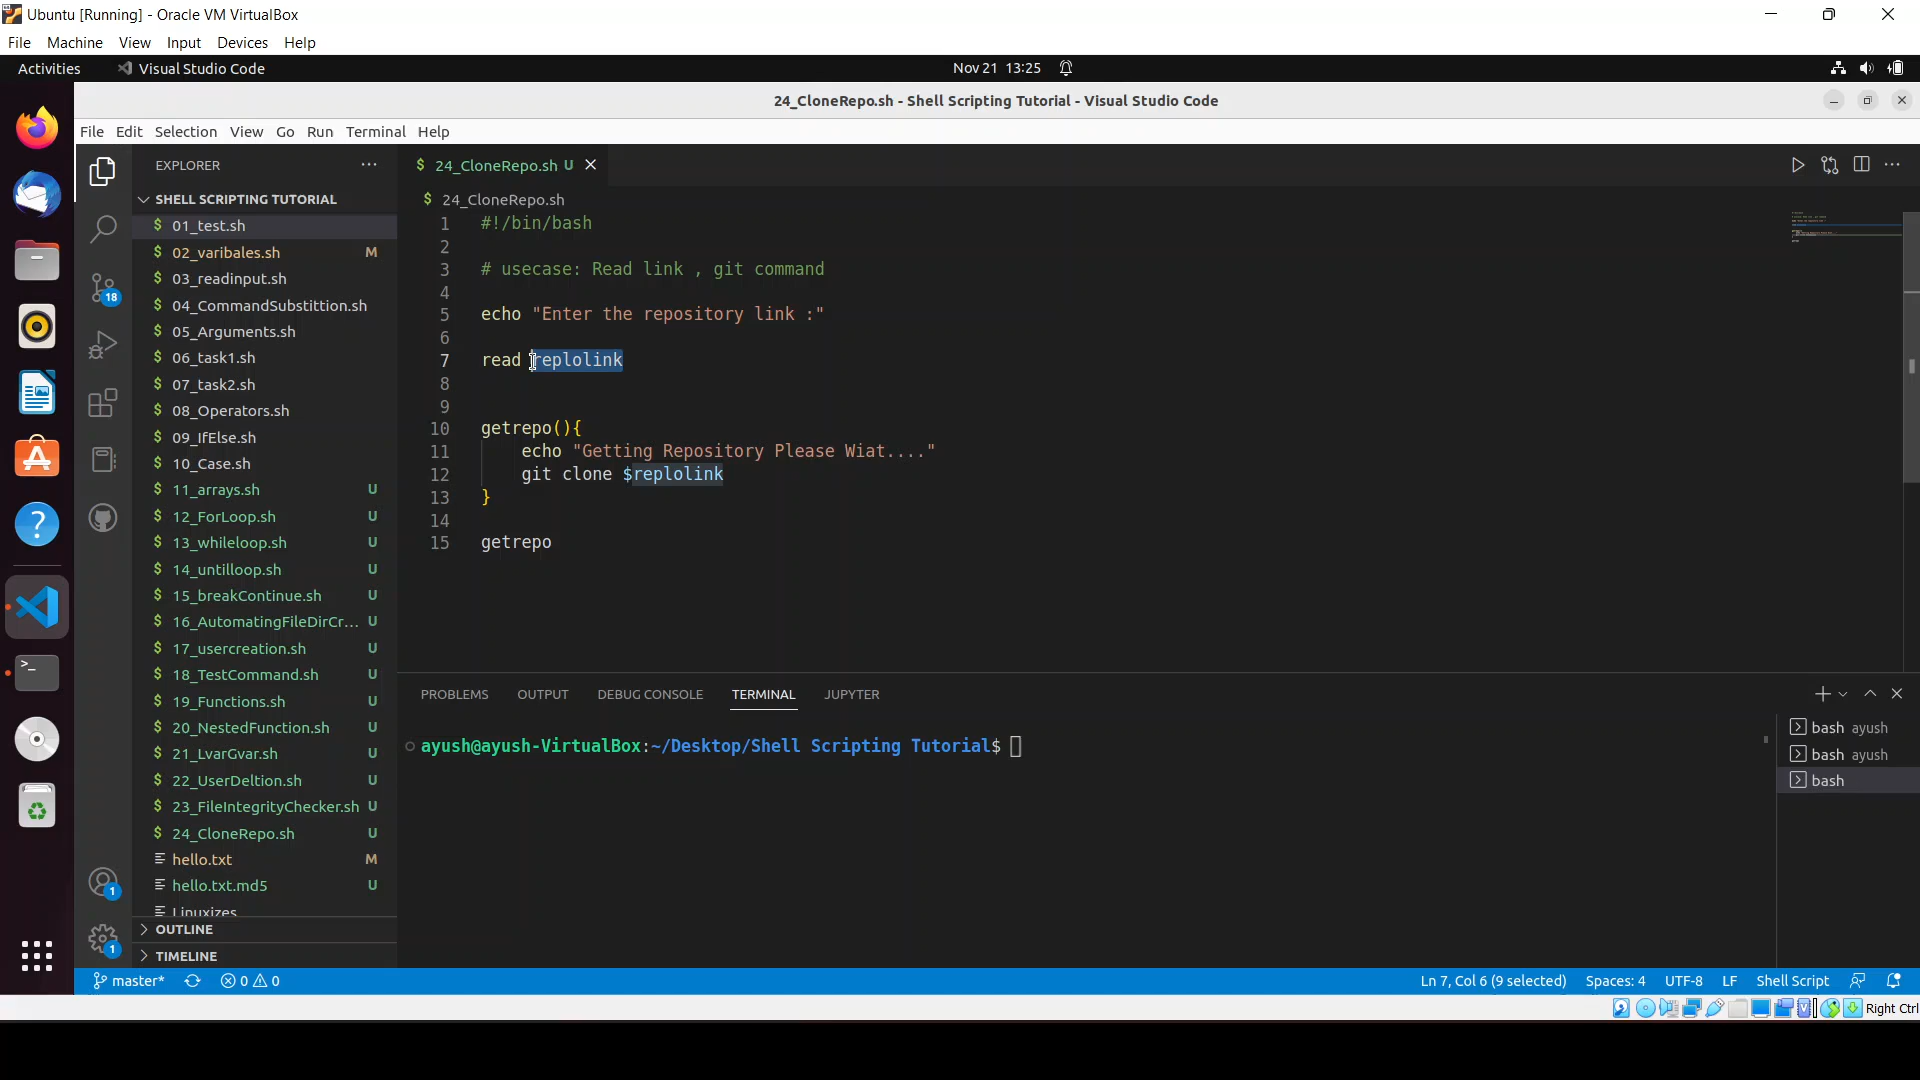 Ubuntu [Running] - Oracle VM VirtualBox
File Machine View Input Devices Help
Activities Visual Studio Code Nov 21 13:25
24_CloneRepo.sh - Shell Scripting Tutorial - Visual Studio Code
File Edit Selection View Go Run Terminal Help
EXPLORER
SHELL SCRIPTING TUTORIAL
$ 01_test.sh
$ 02_varibales.sh M
$ 03_readinput.sh
$ 04_CommandSubstittion.sh
$ 05_Arguments.sh
$ 06_task1.sh
$ 07_task2.sh
$ 08_Operators.sh
$ 09_IfElse.sh
$ 10_Case.sh
$ 11_arrays.sh U
$ 12_ForLoop.sh U
$ 13_whileloop.sh U
$ 14_untilloop.sh U
$ 15_breakContinue.sh U
$ 16_AutomatingFileDirCr... U
$ 17_usercreation.sh U
$ 18_TestCommand.sh U
$ 19_Functions.sh U
$ 20_NestedFunction.sh U
$ 21_LvarGvar.sh U
$ 22_UserDeltion.sh U
$ 23_FileIntegrityChecker.sh U
$ 24_CloneRepo.sh U
hello.txt M
hello.txt.md5 U
Linuxizes
OUTLINE
TIMELINE
18
1
1
$ 24_CloneRepo.sh U
$ 24_CloneRepo.sh
1 #!/bin/bash
2
3 # usecase: Read link , git command
4
5 echo "Enter the repository link :"
6
7 read replolink
8
9
10 getrepo(){
11 echo "Getting Repository Please Wiat...."
12 git clone $replolink
13 }
14
15 getrepo
PROBLEMS OUTPUT DEBUG CONSOLE TERMINAL JUPYTER
ayush@ayush-VirtualBox:~/Desktop/Shell Scripting Tutorial$
bash ayush
bash ayush
bash
master* 0 0 Ln 7, Col 6 (9 selected) Spaces: 4 UTF-8 LF Shell Script
Right Ctrl